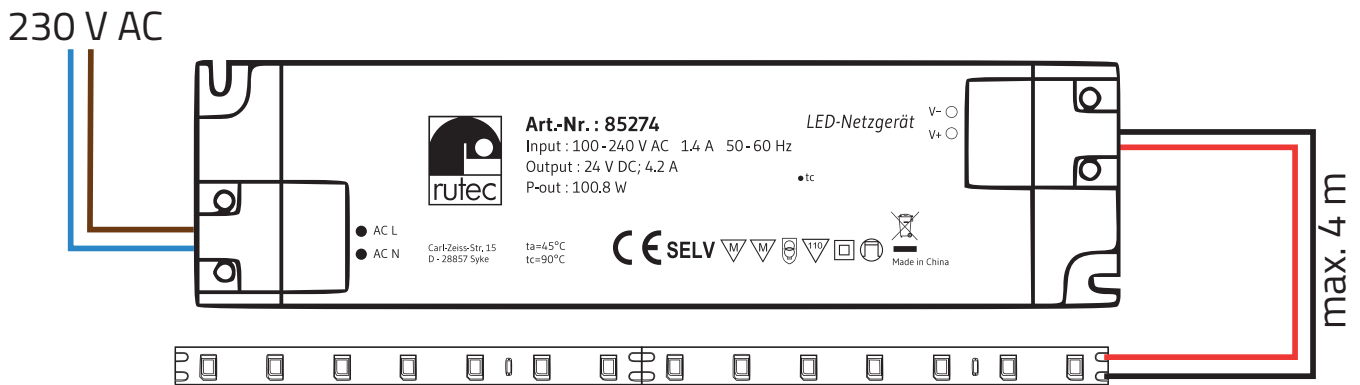 230 V AC
Art.-Nr. : 85274
Input : 100-240 V AC 1.4 A 50-60 Hz
Output : 24 V DC; 4.2 A
P-out : 100.8 W
rutec
LED-Netzgerät
V-
V+
tc
AC L
AC N
Carl-Zeiss-Str, 15
D - 28857 Syke
ta=45°C
tc=90°C
CE SELV M M 110
Made in China
max. 4 m